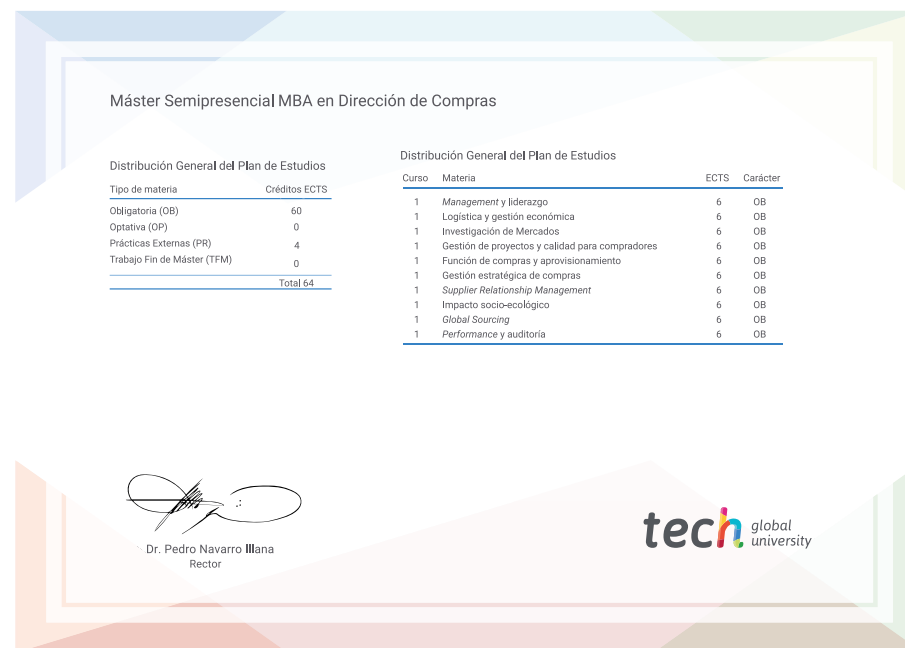 Máster Semipresencial MBA en Dirección de Compras
Distribución General del Plan de Estudios
Tipo de materia Créditos ECTS
Obligatoria (OB) 60
Optativa (OP) 0
Prácticas Externas (PR) 4
Trabajo Fin de Máster (TFM) 0
Total 64
Distribución General del Plan de Estudios
Curso Materia ECTS Carácter
1 Management y liderazgo 6 OB
1 Logística y gestión económica 6 OB
1 Investigación de Mercados 6 OB
1 Gestión de proyectos y calidad para compradores 6 OB
1 Función de compras y aprovisionamiento 6 OB
1 Gestión estratégica de compras 6 OB
1 Supplier Relationship Management 6 OB
1 Impacto socio-ecológico 6 OB
1 Global Sourcing 6 OB
1 Performance y auditoría 6 OB
Dr. Pedro Navarro Illana
Rector
tech global
university